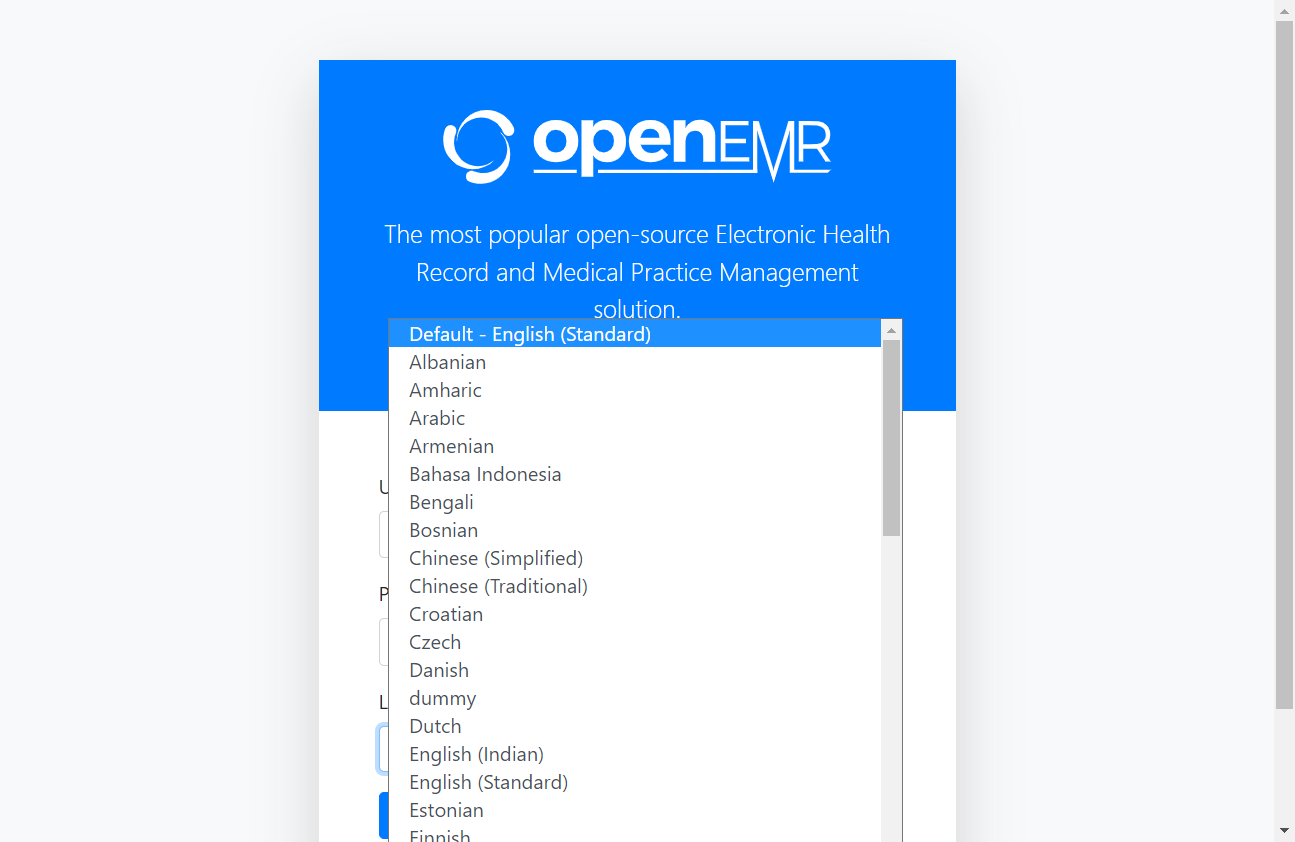 openEMR
The most popular open-source Electronic Health
Record and Medical Practice Management
solution.
Default - English (Standard)
Albanian
Amharic
Arabic
Armenian
Bahasa Indonesia
U
Bengali
Bosnian
Chinese (Simplified)
Chinese (Traditional)
P
Croatian
Czech
Danish
dummy
L
Dutch
English (Indian)
English (Standard)
Estonian
Finnish